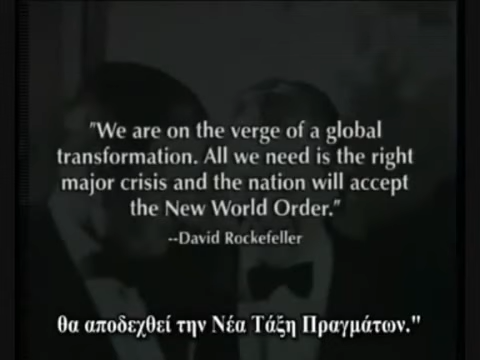 "We are on the verge of a global
transformation. All we need is the right
major crisis and the nation will accept
the New World Order."
--David Rockefeller
θα αποδεχθεί την Νέα Τάξη Πραγμάτων."